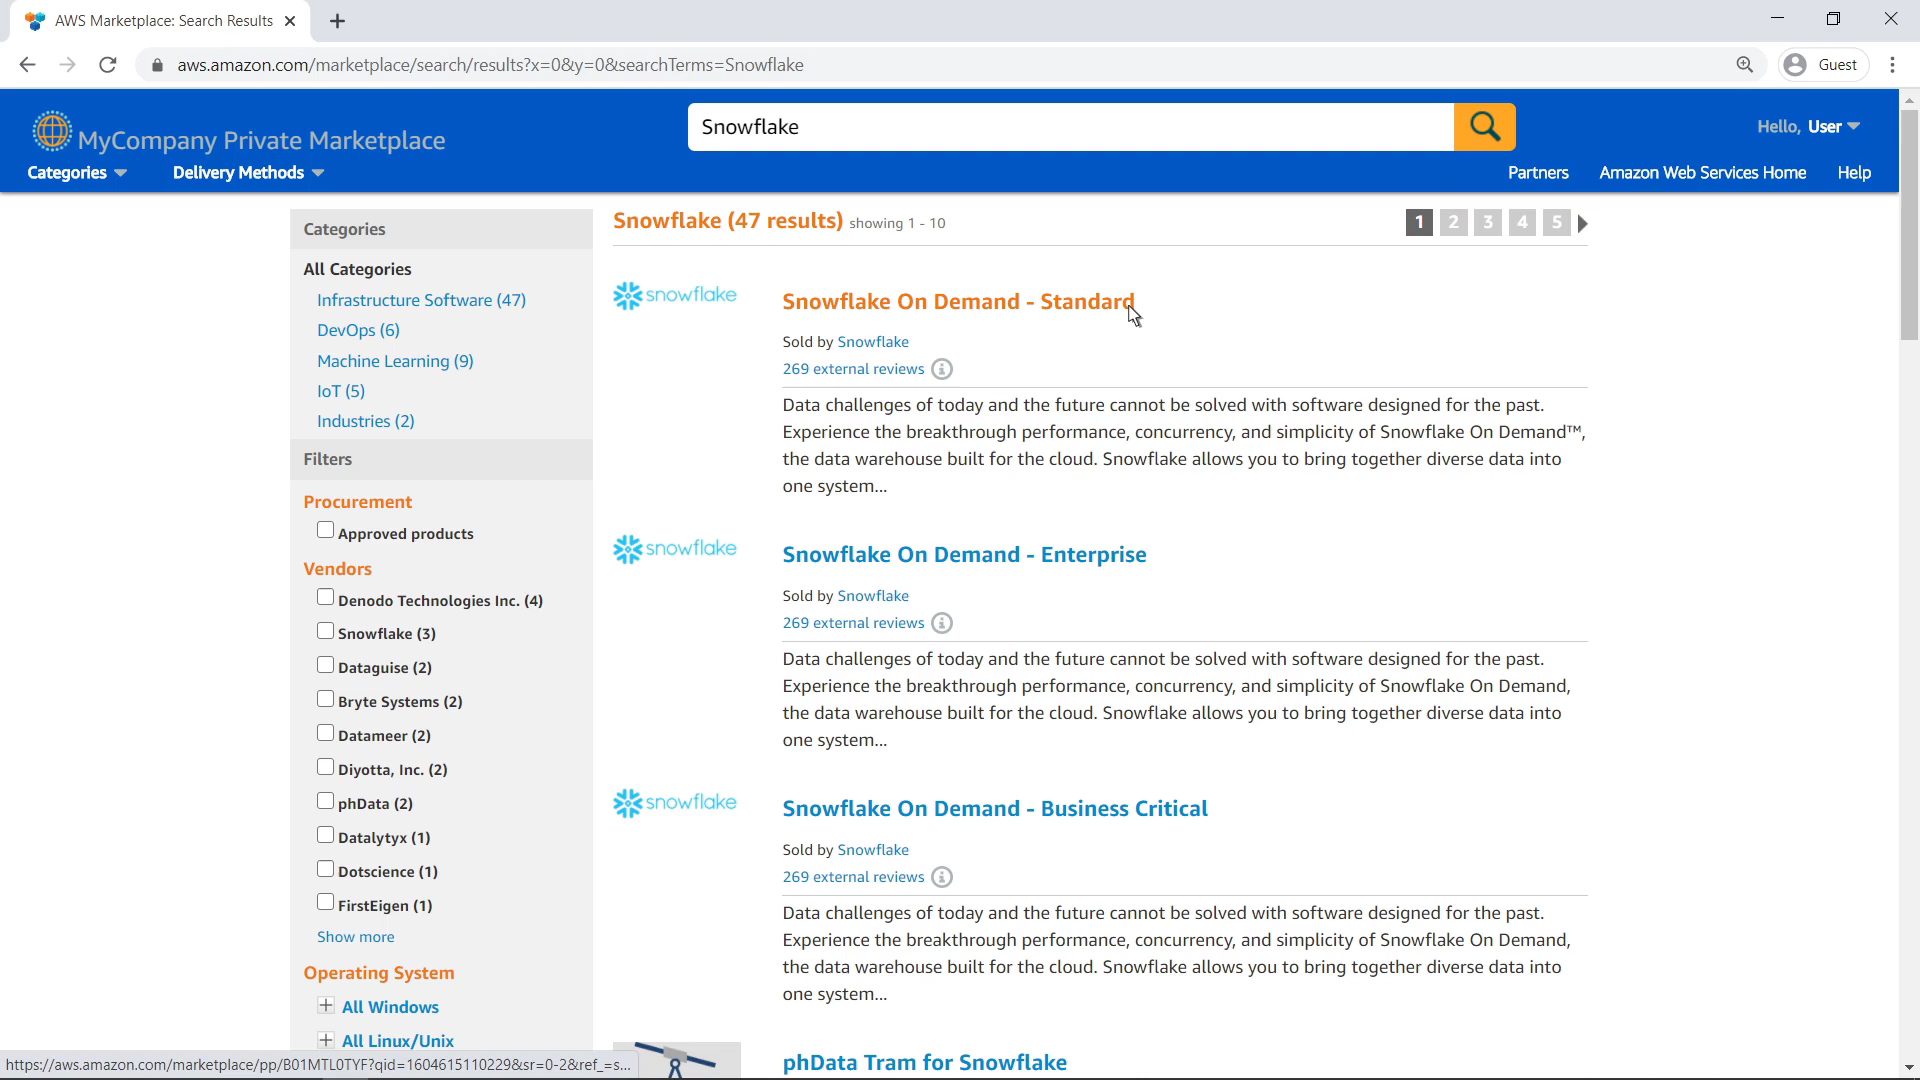 AWS Marketplace: Search Results
aws.amazon.com/marketplace/search/results?x=0&y=0&searchTerms=Snowflake
Guest
MyCompany Private Marketplace
Snowflake
Hello, User
Categories
Delivery Methods
Partners
Amazon Web Services Home
Help
Categories
All Categories
Infrastructure Software (47)
DevOps (6)
Machine Learning (9)
IoT (5)
Industries (2)
Filters
Procurement
Approved products
Vendors
Denodo Technologies Inc. (4)
Snowflake (3)
Dataguise (2)
Bryte Systems (2)
Datameer (2)
Diyotta, Inc. (2)
phData (2)
Datalytyx (1)
Dotscience (1)
FirstEigen (1)
Show more
Operating System
All Windows
All Linux/Unix
Snowflake (47 results) showing 1 - 10
1 2 3 4 5
snowflake
Snowflake On Demand - Standard
Sold by Snowflake
269 external reviews
Data challenges of today and the future cannot be solved with software designed for the past.
Experience the breakthrough performance, concurrency, and simplicity of Snowflake On Demand™,
the data warehouse built for the cloud. Snowflake allows you to bring together diverse data into
one system...
snowflake
Snowflake On Demand - Enterprise
Sold by Snowflake
269 external reviews
Data challenges of today and the future cannot be solved with software designed for the past.
Experience the breakthrough performance, concurrency, and simplicity of Snowflake On Demand,
the data warehouse built for the cloud. Snowflake allows you to bring together diverse data into
one system...
snowflake
Snowflake On Demand - Business Critical
Sold by Snowflake
269 external reviews
Data challenges of today and the future cannot be solved with software designed for the past.
Experience the breakthrough performance, concurrency, and simplicity of Snowflake On Demand,
the data warehouse built for the cloud. Snowflake allows you to bring together diverse data into
one system...
phData Tram for Snowflake
https://aws.amazon.com/marketplace/pp/B01MTL0TYF?qid=1604615110229&sr=0-2&ref_=s...